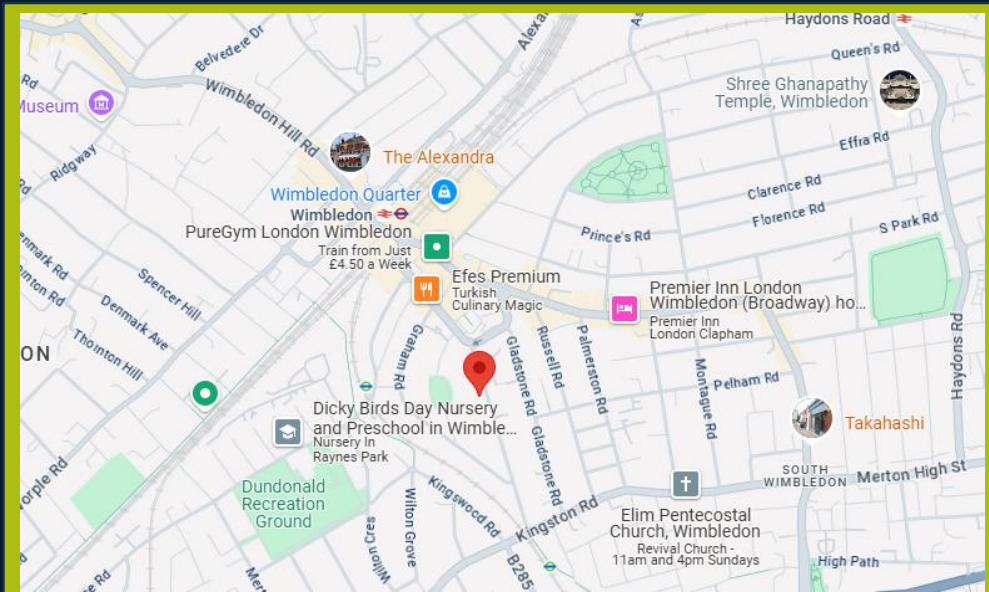 Haydons Road
Belvedere Dr
Queen's Rd
Shree Ghanapathy
Temple, Wimbledon
Rd
Wimbledon Hill Rd
Museum
Effra Rd
Ridgway
The Alexandra
Clarence Rd
Wimbledon Quarter
Wimbledon
Florence Rd
PureGym London Wimbledon
Train from Just
£4.50 a Week
Prince's Rd
S Park Rd
Spencer Hill
Efes Premium
Turkish
Culinary Magic
Premier Inn London
Wimbledon (Broadway) ho...
Premier Inn
London Clapham
Denmark Ave
Thornton Hill
Graham Rd
Gladstone Rd
Russell Rd
Palmerston Rd
Haydons Rd
ON
Montague Rd
Pelham Rd
Dicky Birds Day Nursery
and Preschool in Wimble...
Nursery In
Raynes Park
Gladstone Rd
Takahashi
SOUTH
WIMBLEDON
Merton High St
Dundonald
Recreation
Ground
Kingswood Rd
Wilton Grove
Kingston Rd
Elim Pentecostal
Church, Wimbledon
Revival Church -
11am and 4pm Sundays
Wilton Cres
B285
High Path